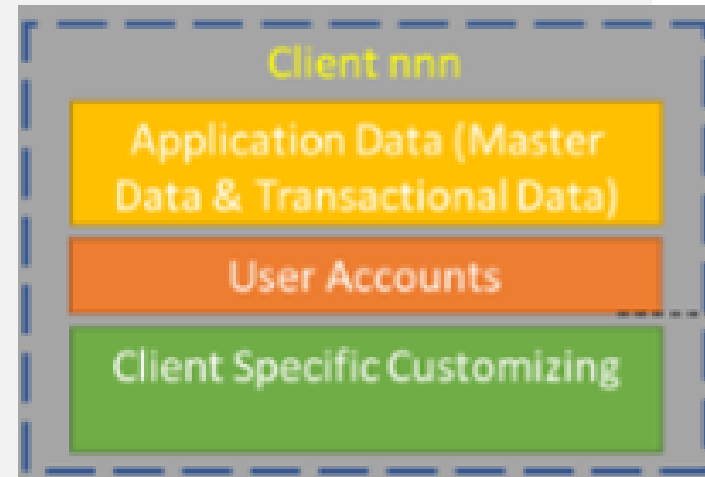 Client nnn
Application Data (Master
Data & Transactional Data)
User Accounts
Client Specific Customizing